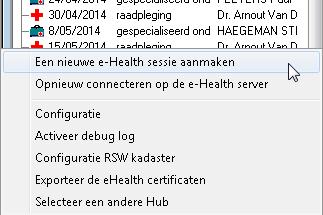 24/04/2014 gespecialiseerd ond
30/04/2014 raadpleging Dr. Arnout Van D
8/05/2014 gespecialiseerd ond HAEGEMAN STI
15/05/2014 raadpleging Dr. Arnout Van D
Een nieuwe e-Health sessie aanmaken
Opnieuw connecteren op de e-Health server
Configuratie
Activeer debug log
Configuratie RSW kadaster
Exporteer de eHealth certificaten
Selecteer een andere Hub